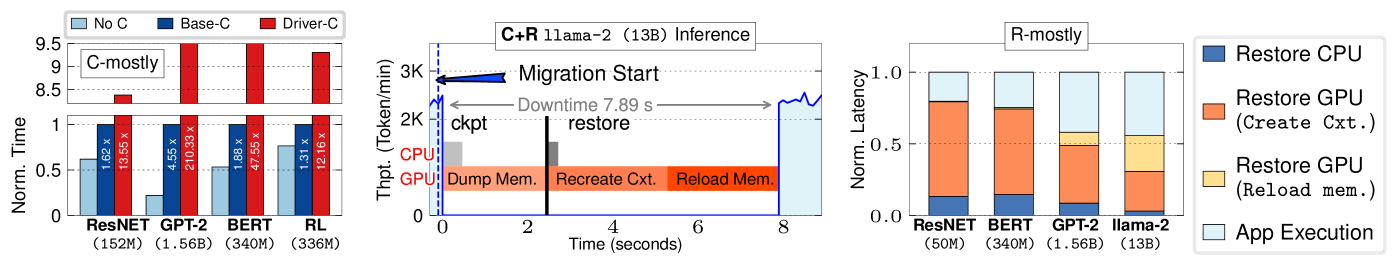 No C
Base-C
Driver-C
Norm. Time
9.5
9
8.5
1
0.5
0
C-mostly
1.62 x
13.55 x
4.55 x
210.33 x
1.88 x
47.55 x
1.31 x
12.16 x
ResNET
GPT-2
BERT
RL
(152M)
(1.56B)
(340M)
(336M)
C+R llama-2 (13B) Inference
Thpt. (Token/min)
3K
2K
0
Migration Start
Downtime 7.89 s
ckpt
restore
CPU
GPU
Dump Mem.
Recreate Cxt.
Reload Mem.
0
2
4
6
8
Time (seconds)
R-mostly
Norm. Latency
1.0
0.5
0.0
ResNET
BERT
GPT-2
llama-2
(50M)
(340M)
(1.56B)
(13B)
Restore CPU
Restore GPU
(Create Cxt.)
Restore GPU
(Reload mem.)
App Execution